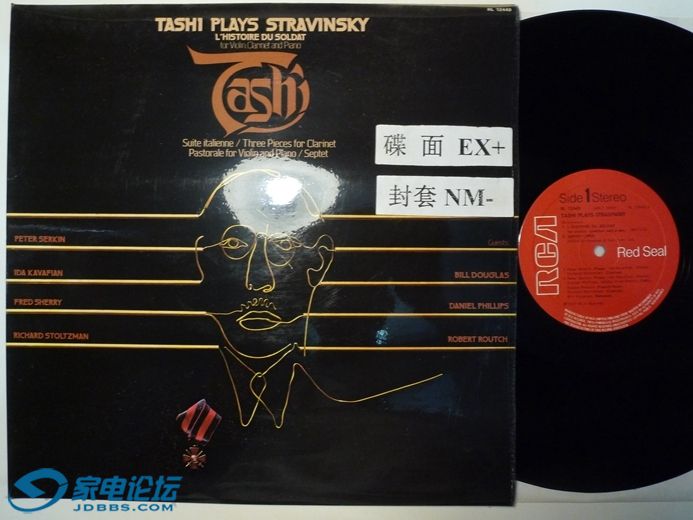 RL 12449
TASHI PLAYS STRAVINSKY
L'HISTOIRE DU SOLDAT
for Violin, Clarinet and Piano
Tashi
Suite italienne / Three Pieces for Clarinet
Pastorale for Violin and Piano / Septet
碟 面 EX+
封套 NM-
PETER SERKIN
IDA KAVAFIAN
FRED SHERRY
RICHARD STOLTZMAN
Guests
BILL DOUGLAS
DANIEL PHILLIPS
ROBERT ROUTCH
Side 1 Stereo
TASHI PLAYS STRAVINSKY
RCA
Red Seal
家电论坛
JDBBS.COM